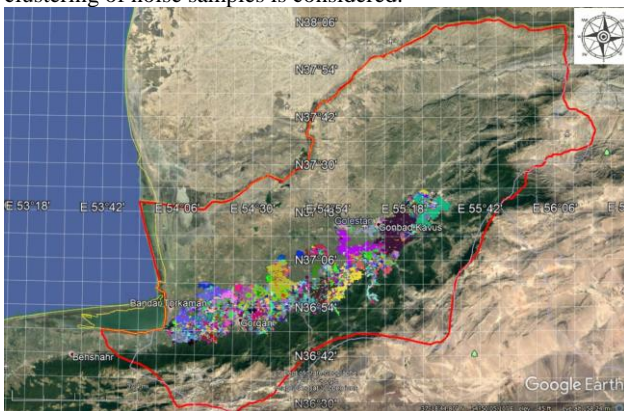 clustering of noise samples is considered.
N38°06'
N37°54'
N37°42'
N37°30'
E 53°18' E 53°42' E 54°06' E 54°30' E 54°54' E 55°18' E 55°42' E 56°06'
Golestan
Gonbad Kavus
N37°06'
Bandar Torkaman
N36°54'
Gorgan
Behshahr
N36°42'
Google Earth
N36°30'